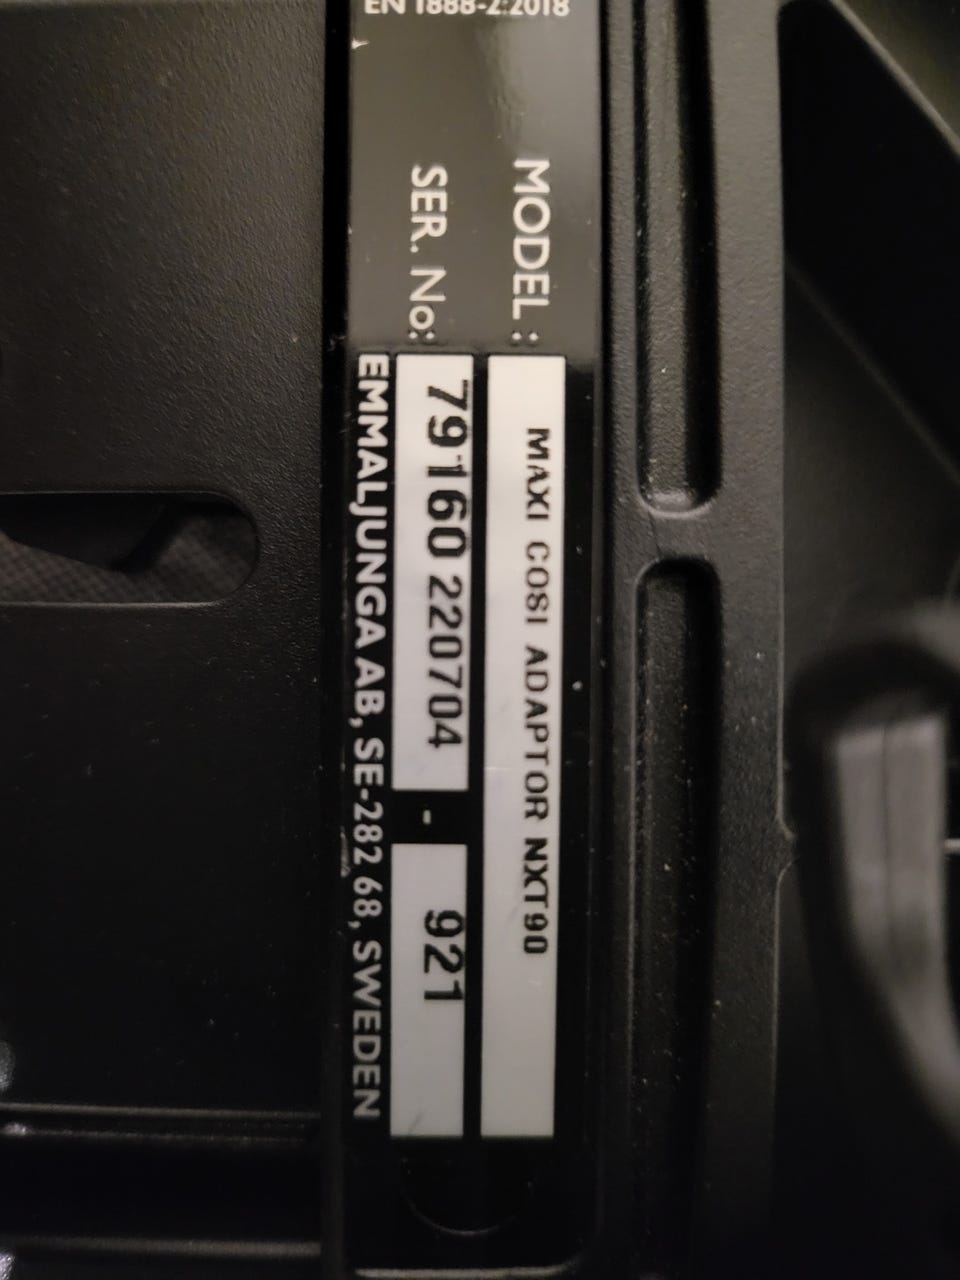 EN 1888-2:2018
MODEL : MAXI COSI ADAPTOR NXT90
SER. No: 79160 220704 - 921
EMMALJUNGA AB, SE-282 68, SWEDEN